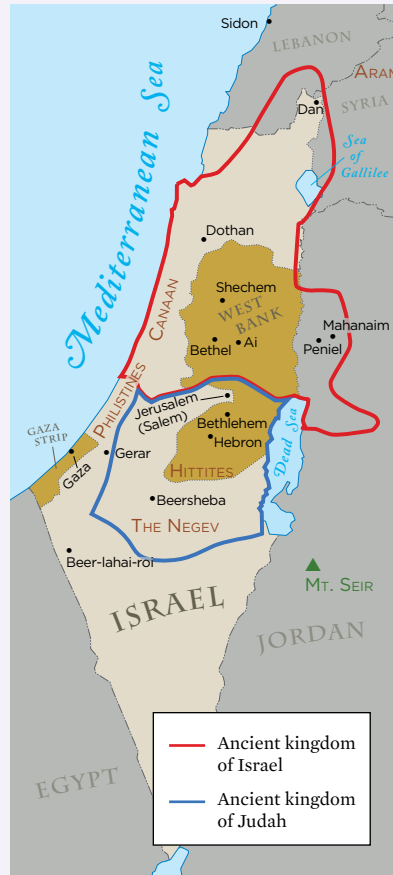 Sidon
LEBANON
ARAM
SYRIA
Dan
Sea
of
Gallilee
Mediterranean Sea
Dothan
CANAAN
Shechem
WEST
BANK
Bethel
Ai
Mahanaim
Peniel
PHILISTINES
Jerusalem
(Salem)
Bethlehem
GAZA
STRIP
Gaza
Gerar
Hebron
Dead Sea
HITTITES
Beersheba
THE NEGEV
Beer-lahai-roi
MT. SEIR
ISRAEL
JORDAN
EGYPT
Ancient kingdom
of Israel
Ancient kingdom
of Judah